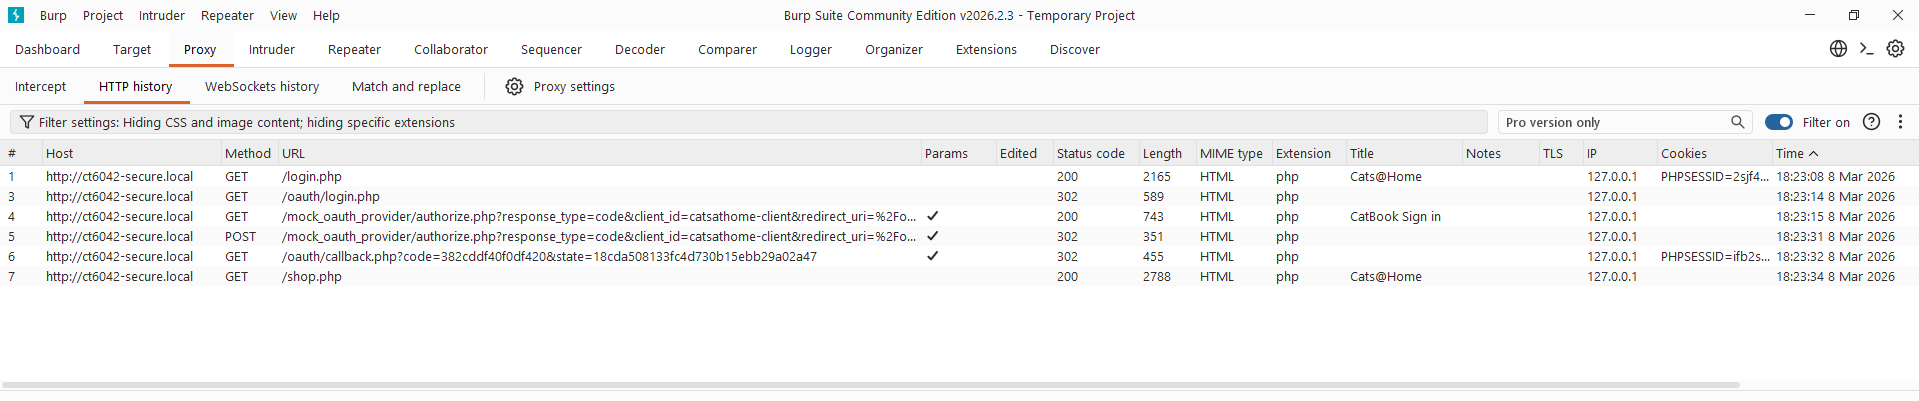 Burp Project Intruder Repeater View Help Burp Suite Community Edition v2026.2.3 - Temporary Project
Dashboard Target Proxy Intruder Repeater Collaborator Sequencer Decoder Comparer Logger Organizer Extensions Discover
Intercept HTTP history WebSockets history Match and replace Proxy settings
Filter settings: Hiding CSS and image content; hiding specific extensions Pro version only Filter on
# Host Method URL Params Edited Status code Length MIME type Extension Title Notes TLS IP Cookies Time
1 http://ct6042-secure.local GET /login.php 200 2165 HTML php Cats@Home 127.0.0.1 PHPSESSID=2sjf4... 18:23:08 8 Mar 2026
3 http://ct6042-secure.local GET /oauth/login.php 302 589 HTML php 127.0.0.1 18:23:14 8 Mar 2026
4 http://ct6042-secure.local GET /mock_oauth_provider/authorize.php?response_type=code&client_id=catsathome-client&redirect_uri=%2Fo... ✓ 200 743 HTML php CatBook Sign in 127.0.0.1 18:23:15 8 Mar 2026
5 http://ct6042-secure.local POST /mock_oauth_provider/authorize.php?response_type=code&client_id=catsathome-client&redirect_uri=%2Fo... ✓ 302 351 HTML php 127.0.0.1 18:23:31 8 Mar 2026
6 http://ct6042-secure.local GET /oauth/callback.php?code=382cddf40f0df420&state=18cda508133fc4d730b15ebb29a02a47 ✓ 302 455 HTML php 127.0.0.1 PHPSESSID=ifb2s... 18:23:32 8 Mar 2026
7 http://ct6042-secure.local GET /shop.php 200 2788 HTML php Cats@Home 127.0.0.1 18:23:34 8 Mar 2026